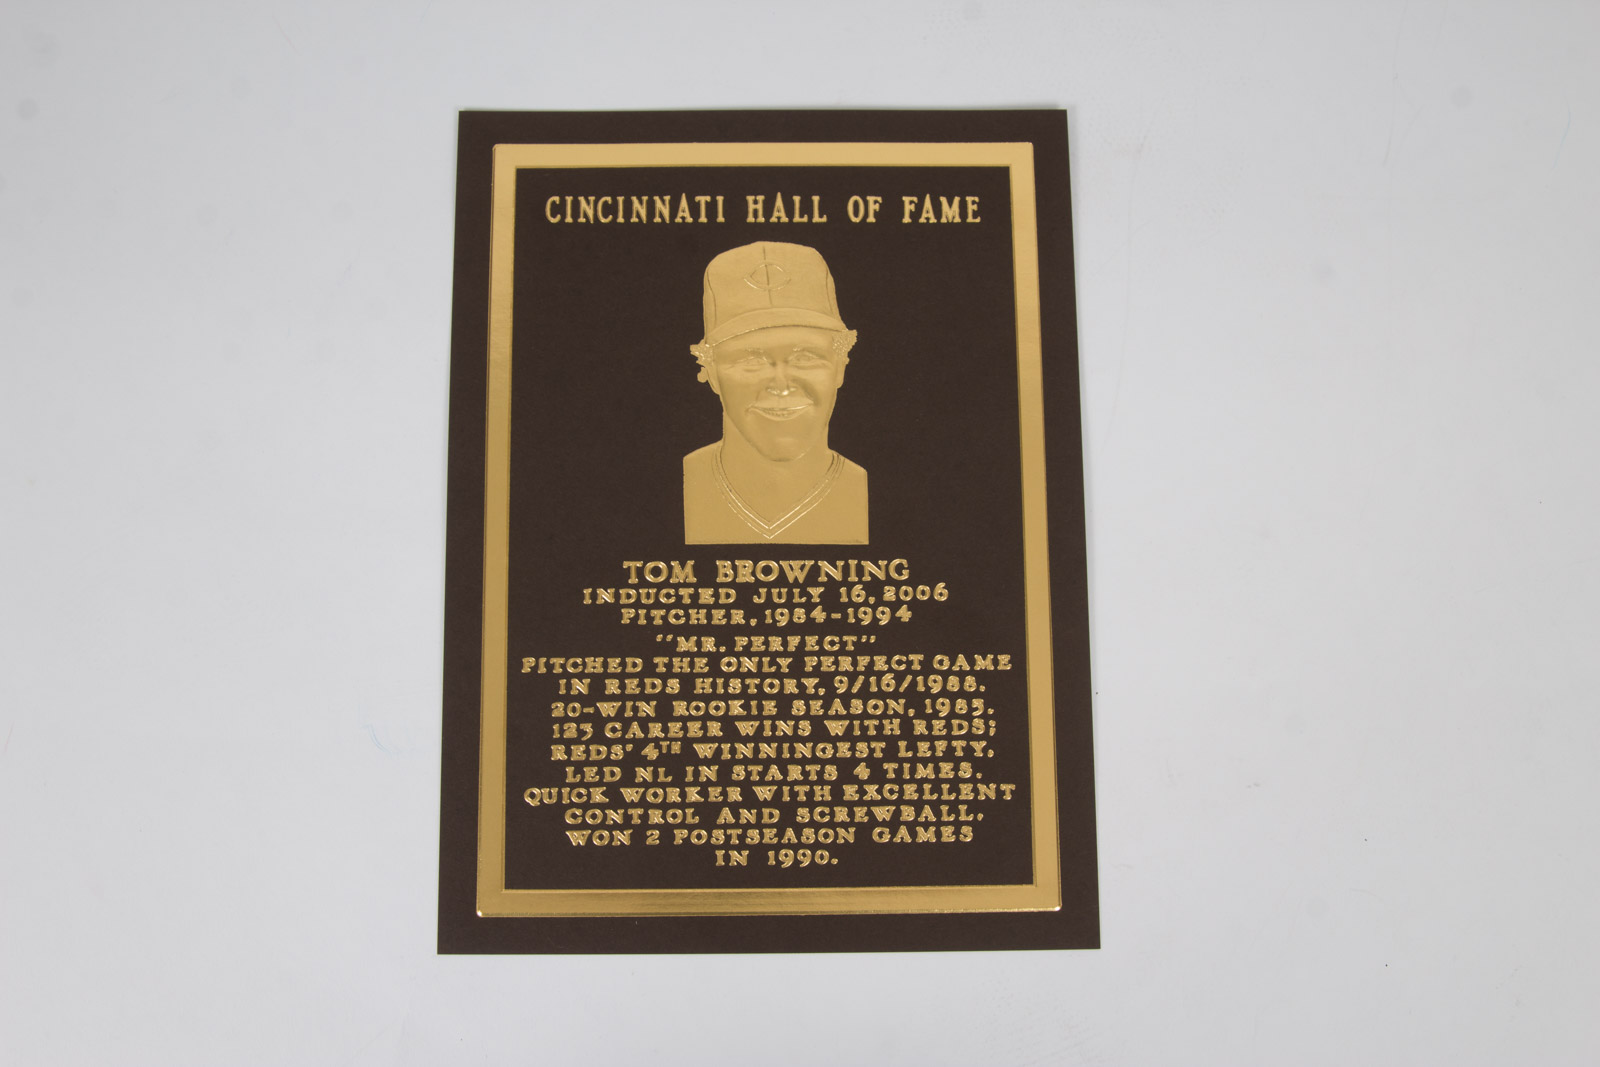 CINCINNATI HALL OF FAME
TOM BROWNING
INDUCTED JULY 16, 2006
PITCHER, 1984-1994
"MR. PERFECT"
PITCHED THE ONLY PERFECT GAME
IN REDS HISTORY, 9/16/1988.
20-WIN ROOKIE SEASON, 1985.
123 CAREER WINS WITH REDS;
REDS' 4TH WINNINGEST LEFTY.
LED NL IN STARTS 4 TIMES.
QUICK WORKER WITH EXCELLENT
CONTROL AND SCREWBALL.
WON 2 POSTSEASON GAMES
IN 1990.